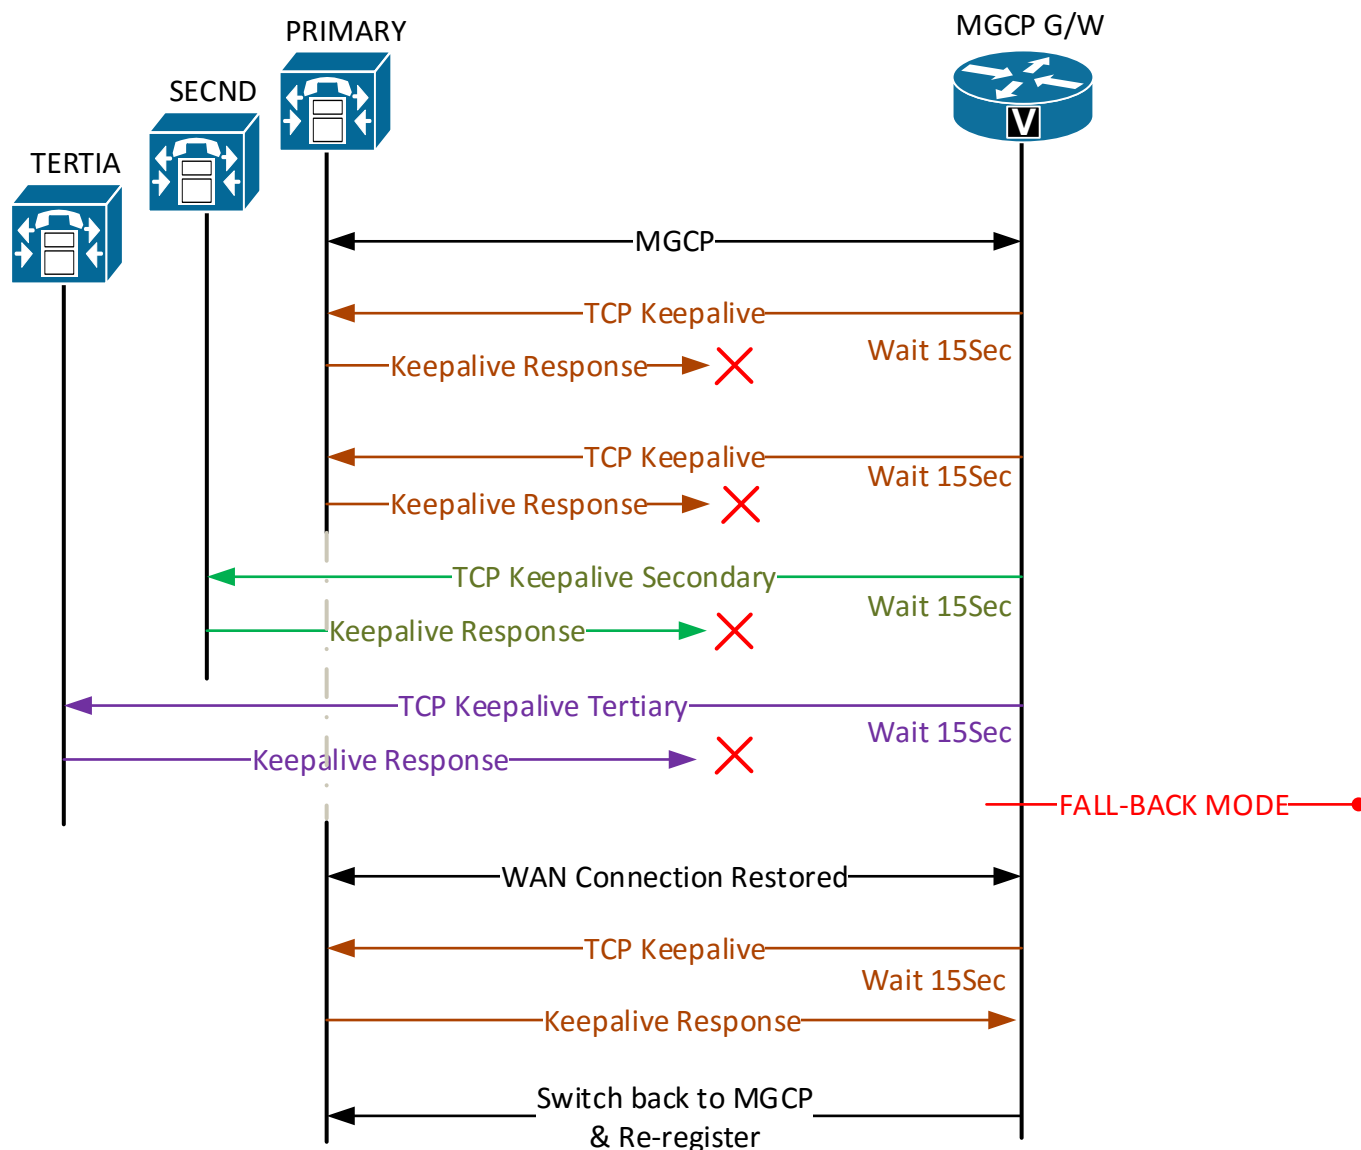 PRIMARY
MGCP G/W
SECND
TERTIA
V
MGCP
TCP Keepalive
Wait 15Sec
Keepalive Response
TCP Keepalive
Wait 15Sec
Keepalive Response
TCP Keepalive Secondary
Wait 15Sec
Keepalive Response
TCP Keepalive Tertiary
Wait 15Sec
Keepalive Response
FALL-BACK MODE
WAN Connection Restored
TCP Keepalive
Wait 15Sec
Keepalive Response
Switch back to MGCP
& Re-register